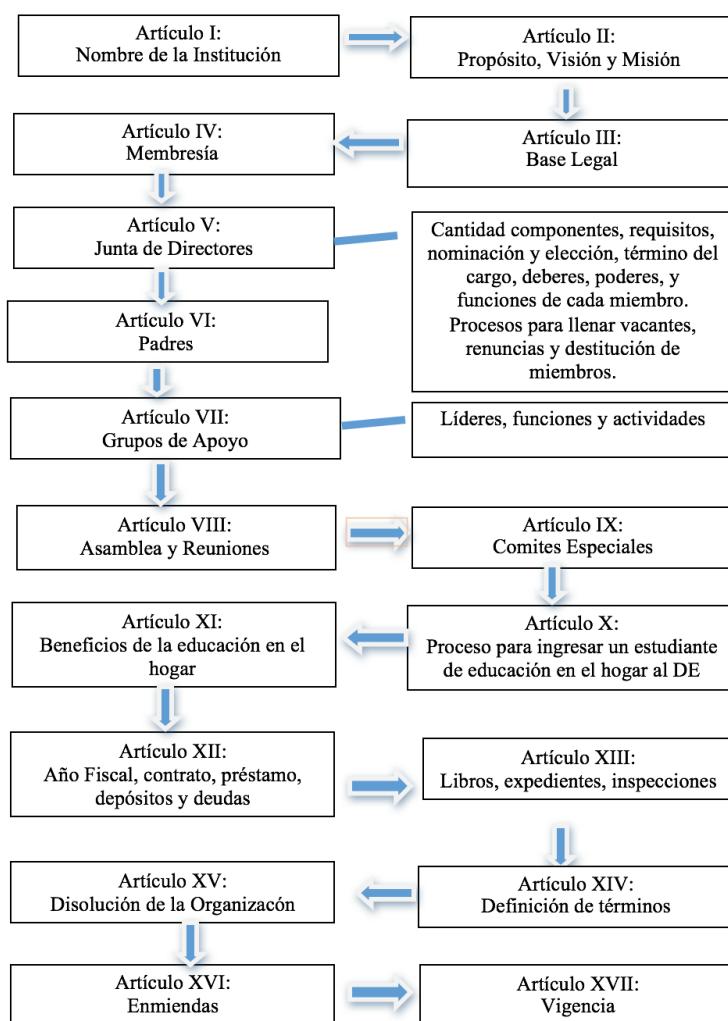 Artículo I:
Nombre de la Institución
Artículo II:
Propósito, Visión y Misión
Artículo III:
Base Legal
Artículo IV:
Membresía
Artículo V:
Junta de Directores
Cantidad componentes, requisitos,
nominación y elección, término del
cargo, deberes, poderes, y
funciones de cada miembro.
Procesos para llenar vacantes,
renuncias y destitución de
miembros.
Artículo VI:
Padres
Artículo VII:
Grupos de Apoyo
Líderes, funciones y actividades
Artículo VIII:
Asamblea y Reuniones
Artículo IX:
Comites Especiales
Artículo X:
Proceso para ingresar un estudiante
de educación en el hogar al DE
Artículo XI:
Beneficios de la educación en el
hogar
Artículo XII:
Año Fiscal, contrato, préstamo,
depósitos y deudas
Artículo XIII:
Libros, expedientes, inspecciones
Artículo XIV:
Definición de términos
Artículo XV:
Disolución de la Organizacón
Artículo XVI:
Enmiendas
Artículo XVII:
Vigencia